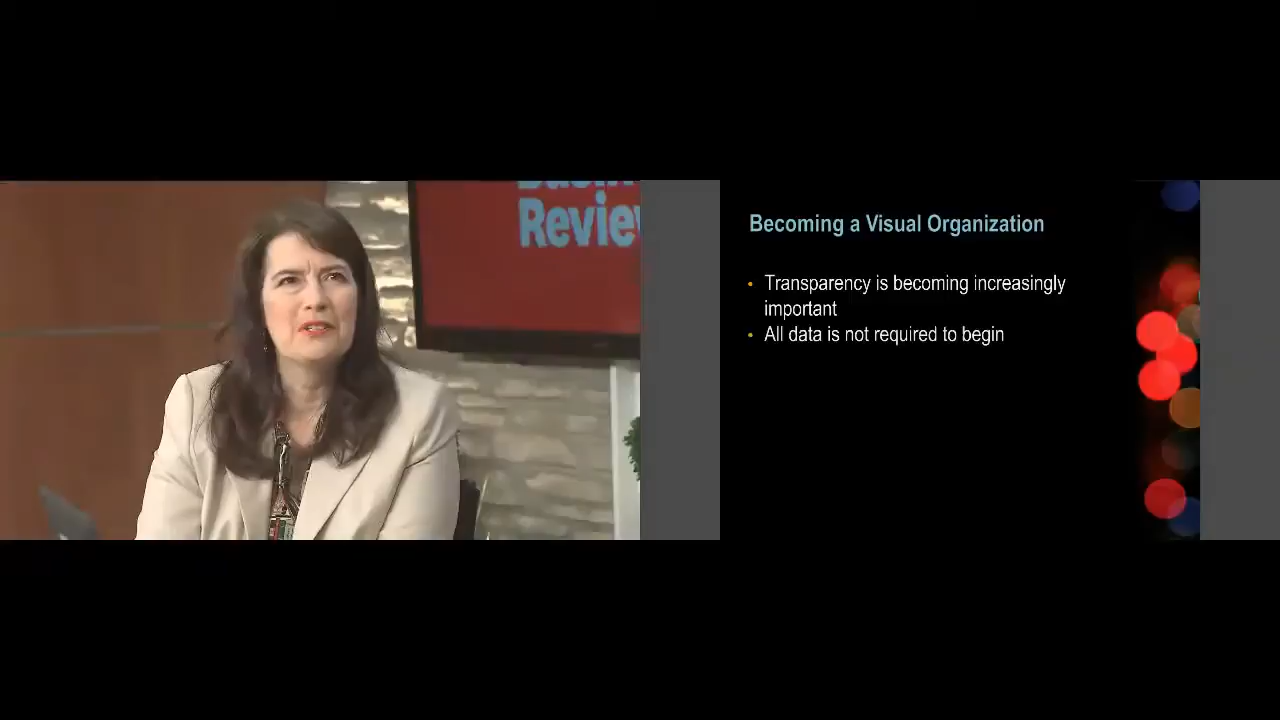 Review
Becoming a Visual Organization
Transparency is becoming increasingly
important
All data is not required to begin